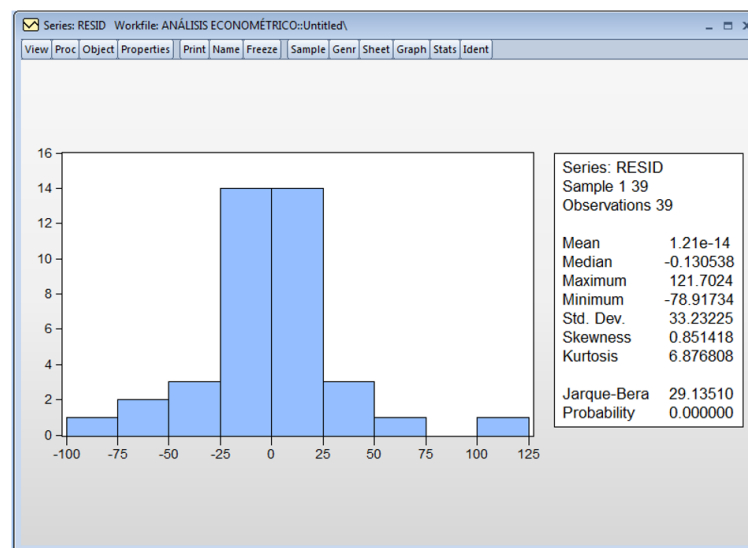 Series: RESID Workfile: ANÁLISIS ECONOMÉTRICO::Untitled\
View Proc Object Properties Print Name Freeze Sample Genr Sheet Graph Stats Ident
16
14
12
10
8
6
4
2
0
-100 -75 -50 -25 0 25 50 75 100 125
Series: RESID
Sample 1 39
Observations 39
Mean 1.21e-14
Median -0.130538
Maximum 121.7024
Minimum -78.91734
Std. Dev. 33.23225
Skewness 0.851418
Kurtosis 6.876808
Jarque-Bera 29.13510
Probability 0.000000